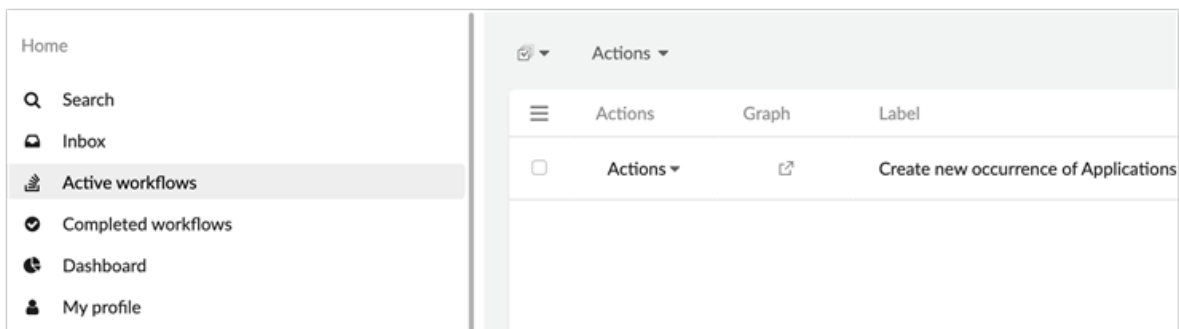 Home
Search
Inbox
Active workflows
Completed workflows
Dashboard
My profile
Actions
Actions Graph Label
Actions Create new occurrence of Applications